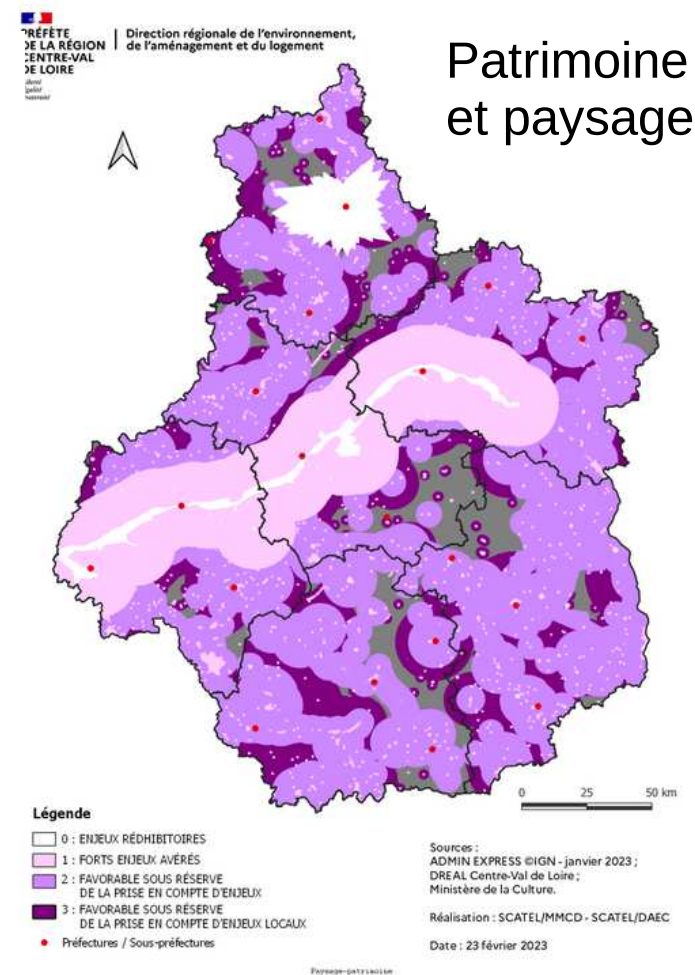 PRÉFÈTE
DE LA RÉGION
CENTRE-VAL
DE LOIRE
Direction régionale de l'environnement,
de l'aménagement et du logement
Patrimoine
et paysage
0 25 50 km
Légende
0 : ENJEUX RÉDHIBITOIRES
1 : FORTS ENJEUX AVÉRÉS
2 : FAVORABLE SOUS RÉSERVE
DE LA PRISE EN COMPTE D'ENJEUX
3 : FAVORABLE SOUS RÉSERVE
DE LA PRISE EN COMPTE D'ENJEUX LOCAUX
Préfectures / Sous-préfectures
Sources :
ADMIN EXPRESS ©IGN - janvier 2023 ;
DREAL Centre-Val de Loire ;
Ministère de la Culture.
Réalisation : SCATEL/MMCD - SCATEL/DAEC
Date : 23 février 2023
Paysage-patrimoine